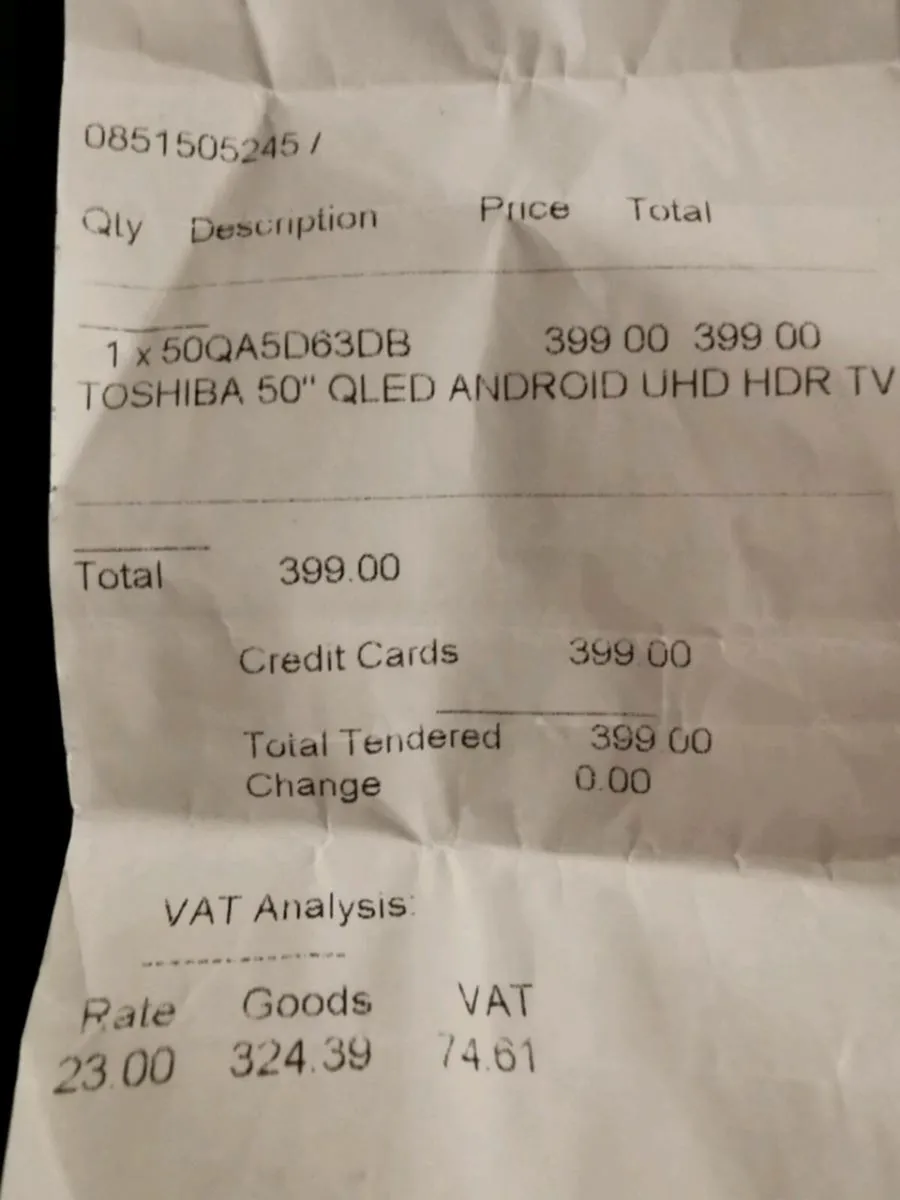 0851505245 /
Qty Description Price Total
1 x 50QA5D63DB 399.00 399.00
TOSHIBA 50" QLED ANDROID UHD HDR TV
Total 399.00
Credit Cards 399.00
Total Tendered 399.00
Change 0.00
VAT Analysis:
Rate Goods VAT
23.00 324.39 74.61